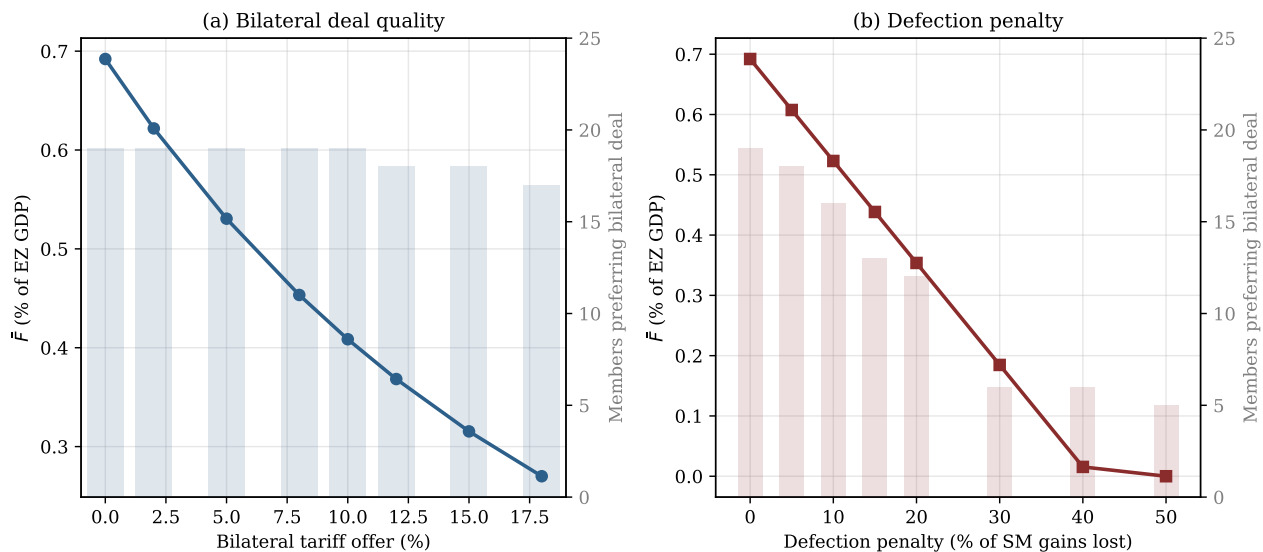 (a) Bilateral deal quality
0.7
0.6
0.5
0.4
0.3
F̄ (% of EZ GDP)
25
20
15
10
5
0
Members preferring bilateral deal
0.0 2.5 5.0 7.5 10.0 12.5 15.0 17.5
Bilateral tariff offer (%)
(b) Defection penalty
0.7
0.6
0.5
0.4
0.3
0.2
0.1
0.0
F̄ (% of EZ GDP)
25
20
15
10
5
0
Members preferring bilateral deal
0 10 20 30 40 50
Defection penalty (% of SM gains lost)